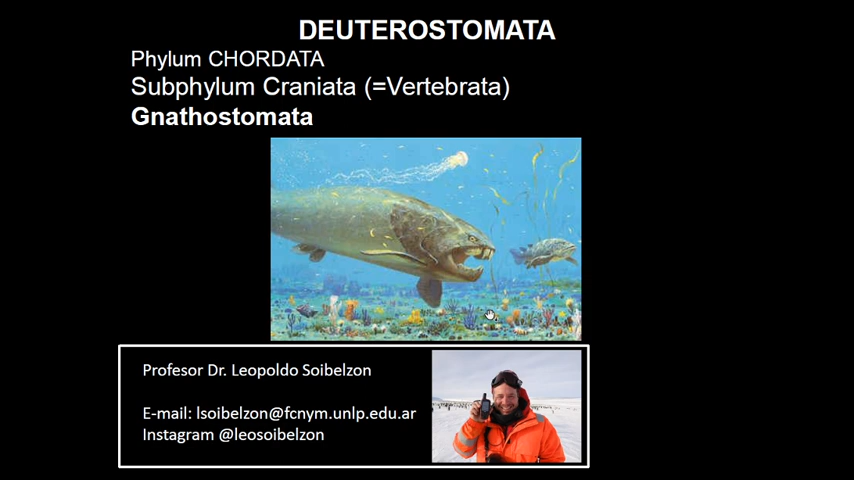 DEUTEROSTOMATA
Phylum CHORDATA
Subphylum Craniata (=Vertebrata)
Gnathostomata
Profesor Dr. Leopoldo Soibelzon
E-mail: lsoibelzon@fcnym.unlp.edu.ar
Instagram @leosoibelzon